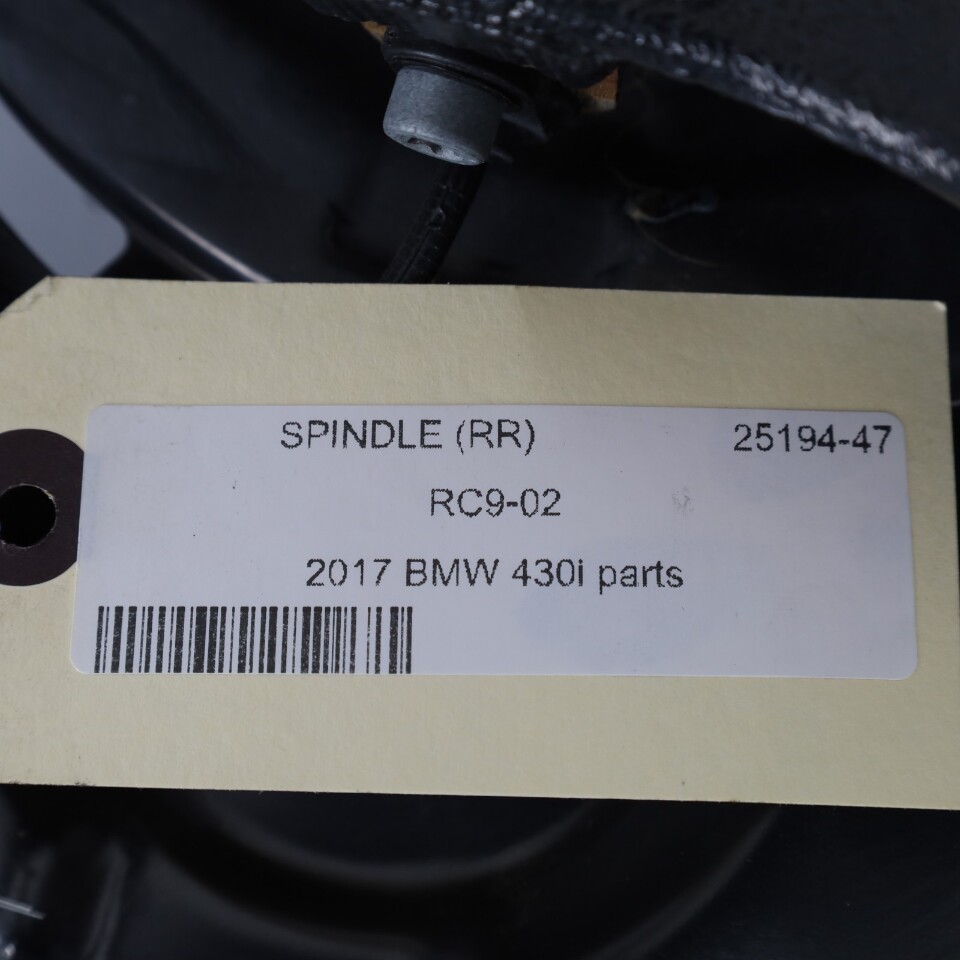 SPINDLE (RR) 25194-47
RC9-02
2017 BMW 430i parts